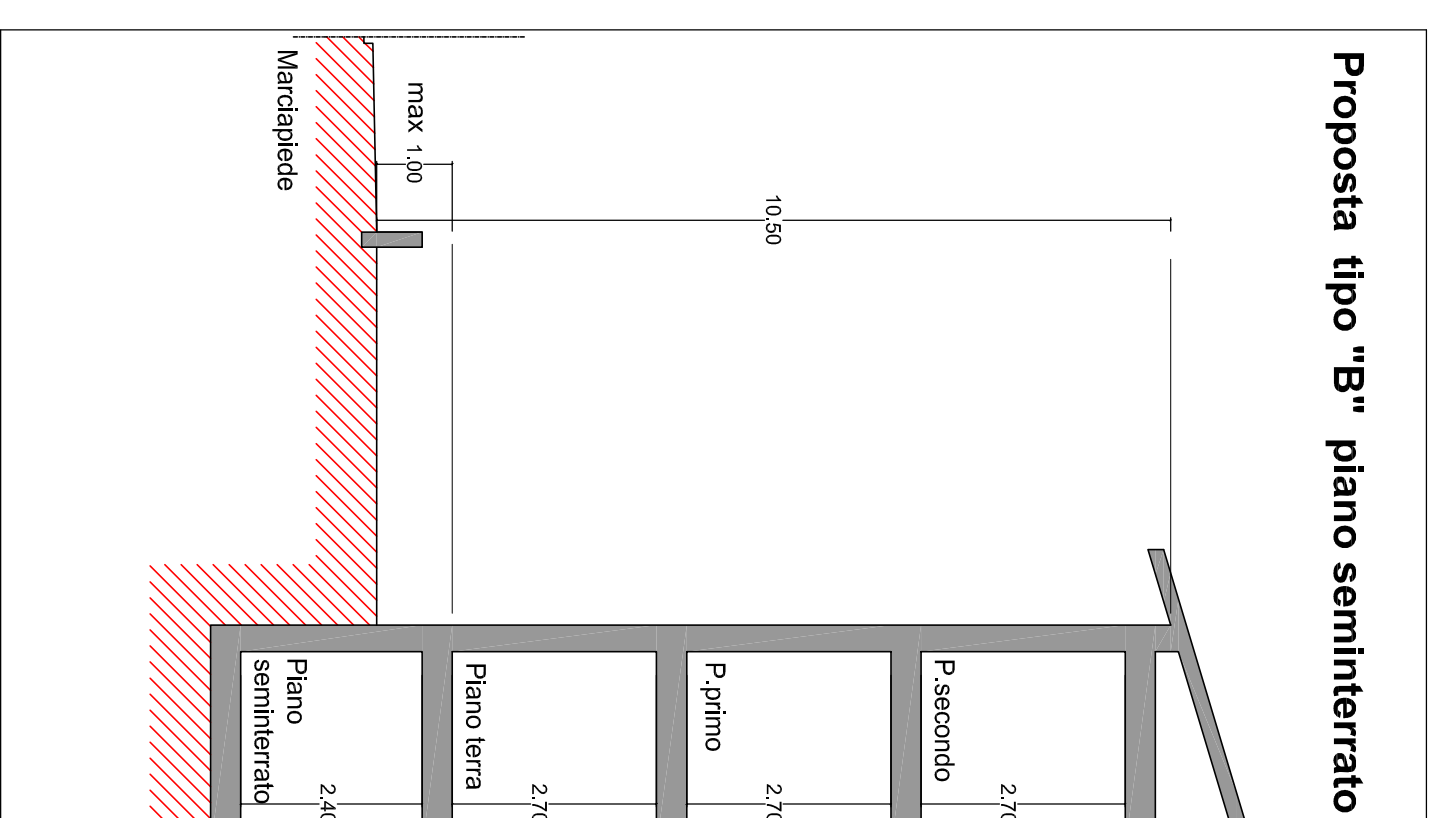 Proposta tipo "B" piano seminterrato
10.50
max 1.00
Marciapiede
P.secondo
2.70
P.primo
2.70
Piano terra
2.70
Piano
seminterrato
2.40